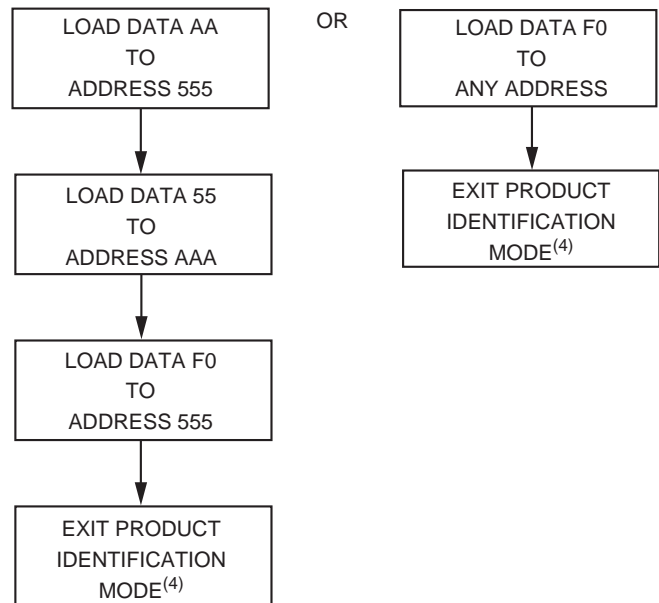 LOAD DATA AA
TO
ADDRESS 555
LOAD DATA 55
TO
ADDRESS AAA
LOAD DATA F0
TO
ADDRESS 555
EXIT PRODUCT
IDENTIFICATION
MODE(4)
OR
LOAD DATA F0
TO
ANY ADDRESS
EXIT PRODUCT
IDENTIFICATION
MODE(4)